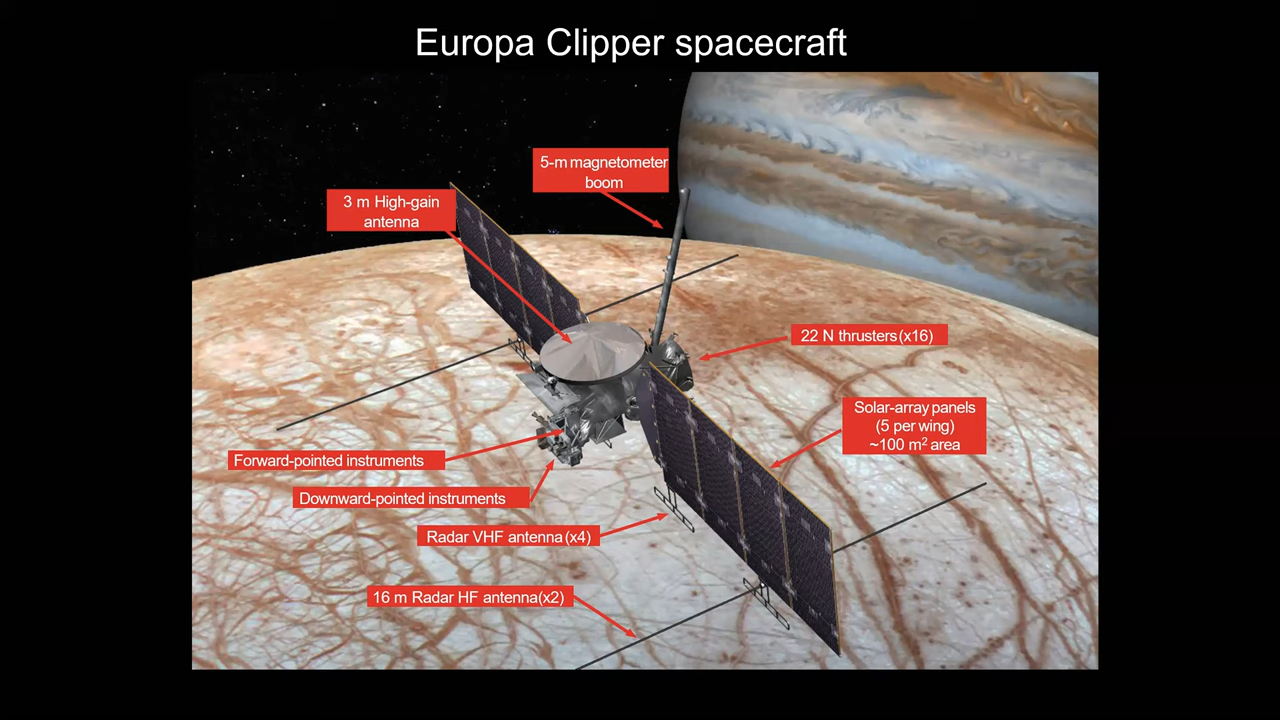 Europa Clipper spacecraft
5-m magnetometer
boom
3 m High-gain
antenna
22 N thrusters (x16)
Solar-array panels
(5 per wing)
~100 m² area
Forward-pointed instruments
Downward-pointed instruments
Radar VHF antenna (x4)
16 m Radar HF antenna(x2)